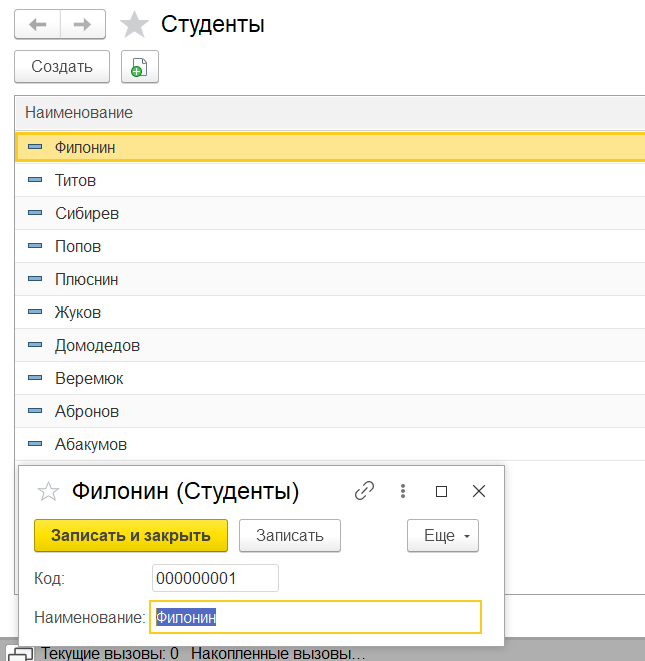 Студенты
Создать
Наименование
Филонин
Титов
Сибирев
Попов
Плюснин
Жуков
Домодедов
Веремюк
Абронов
Абакумов
Филонин (Студенты)
Записать и закрыть Записать Еще
Код: 000000001
Наименование: Филонин
Текущие вызовы: 0 Накопленные вызовы...